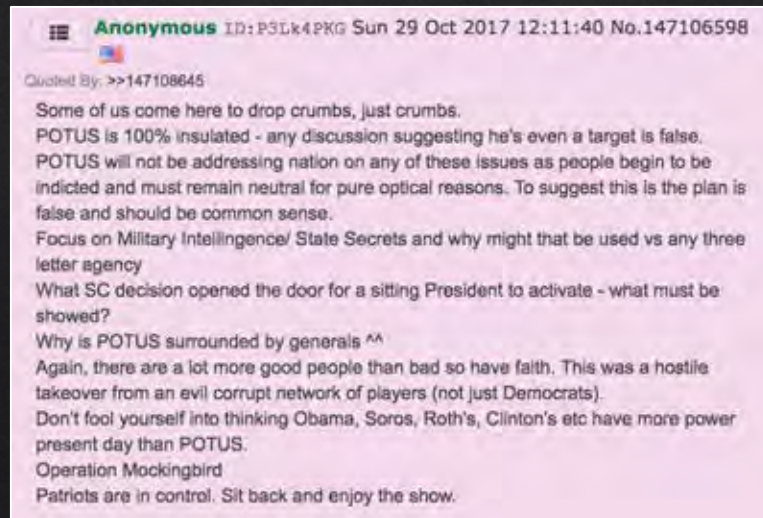 Anonymous ID:P3Lk4PKG Sun 29 Oct 2017 12:11:40 No.147106598
Quoted By: >>147108645
Some of us come here to drop crumbs, just crumbs.
POTUS is 100% insulated - any discussion suggesting he's even a target is false.
POTUS will not be addressing nation on any of these issues as people begin to be
indicted and must remain neutral for pure optical reasons. To suggest this is the plan is
false and should be common sense.
Focus on Military Intellingence/ State Secrets and why might that be used vs any three
letter agency
What SC decision opened the door for a sitting President to activate - what must be
showed?
Why is POTUS surrounded by generals ^^
Again, there are a lot more good people than bad so have faith. This was a hostile
takeover from an evil corrupt network of players (not just Democrats).
Don't fool yourself into thinking Obama, Soros, Roth's, Clinton's etc have more power
present day than POTUS.
Operation Mockingbird
Patriots are in control. Sit back and enjoy the show.